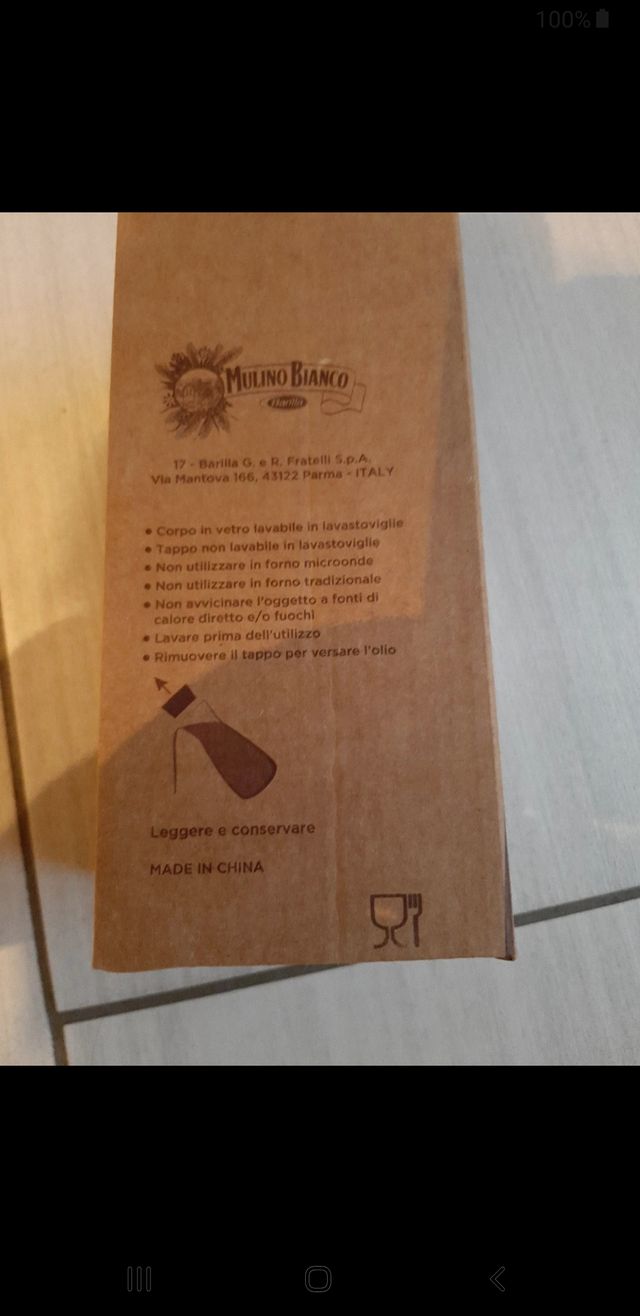 100%
MULINO BIANCO
Barilla
17 - Barilla G. e R. Fratelli S.p.A.
Via Mantova 166, 43122 Parma - ITALY
• Corpo in vetro lavabile in lavastoviglie
• Tappo non lavabile in lavastoviglie
• Non utilizzare in forno microonde
• Non utilizzare in forno tradizionale
• Non avvicinare l'oggetto a fonti di
calore diretto e/o fuochi
• Lavare prima dell'utilizzo
• Rimuovere il tappo per versare l'olio
Leggere e conservare
MADE IN CHINA